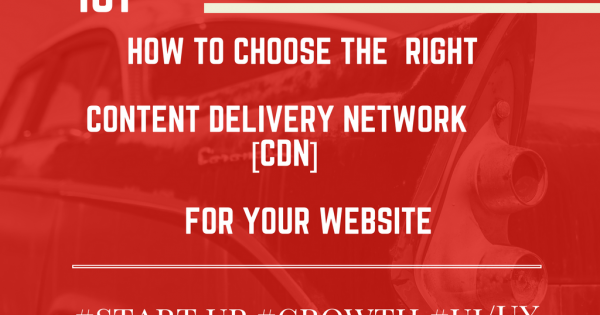 101
HOW TO CHOOSE THE RIGHT
CONTENT DELIVERY NETWORK
[CDN]
FOR YOUR WEBSITE
#START UP #GROWTH #UI/UX